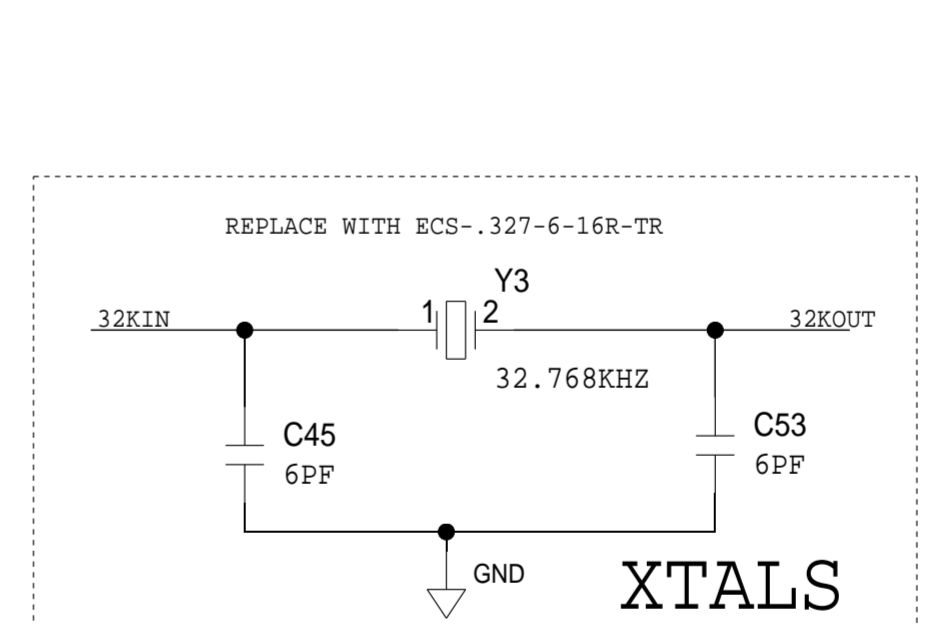 REPLACE WITH ECS-.327-6-16R-TR
Y3
32KIN
1
2
32KOUT
32.768KHZ
C45
6PF
C53
6PF
GND
XTALS